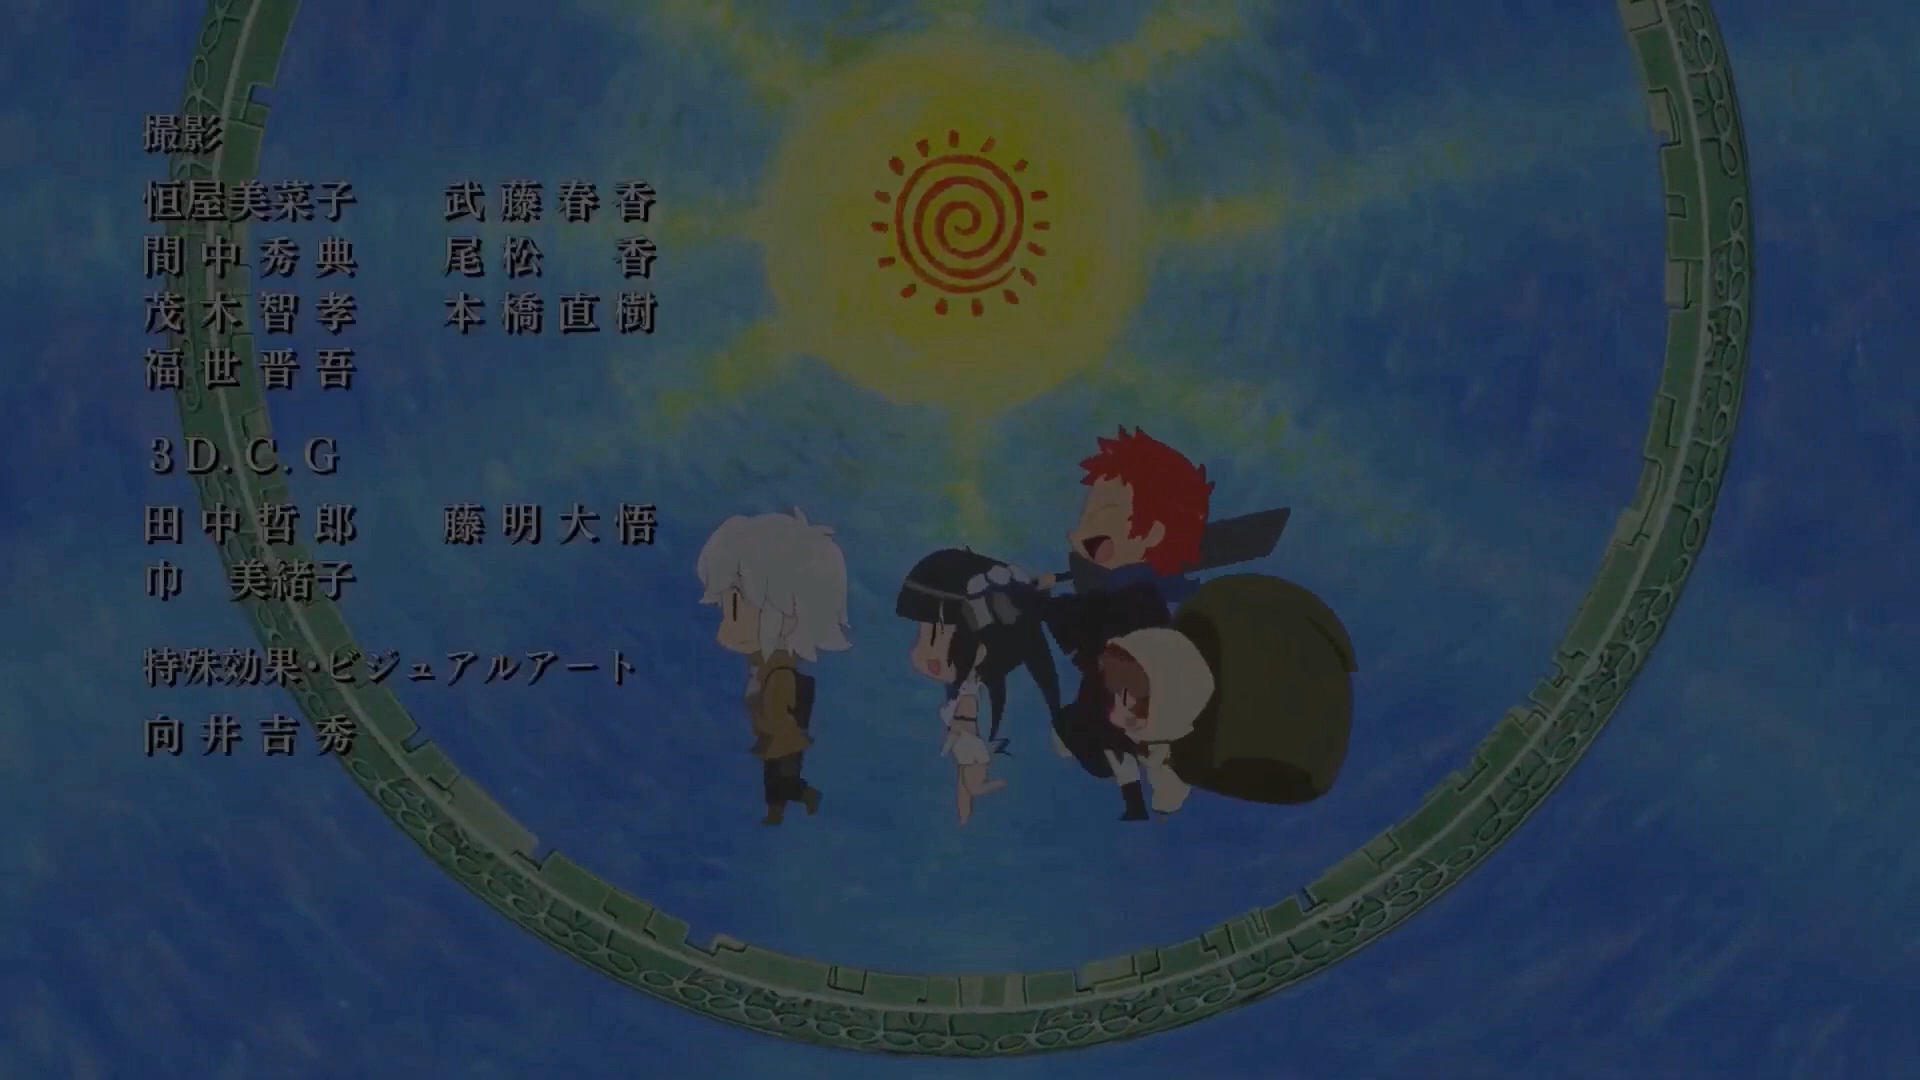 撮影
恒屋美菜子 武藤春香
間中秀典 尾松 香
茂木智孝 本橋直樹
福世晋吾
3D.C.G
田中哲郎 藤明大悟
巾 美緒子
特殊効果・ビジュアルアート
向井吉秀